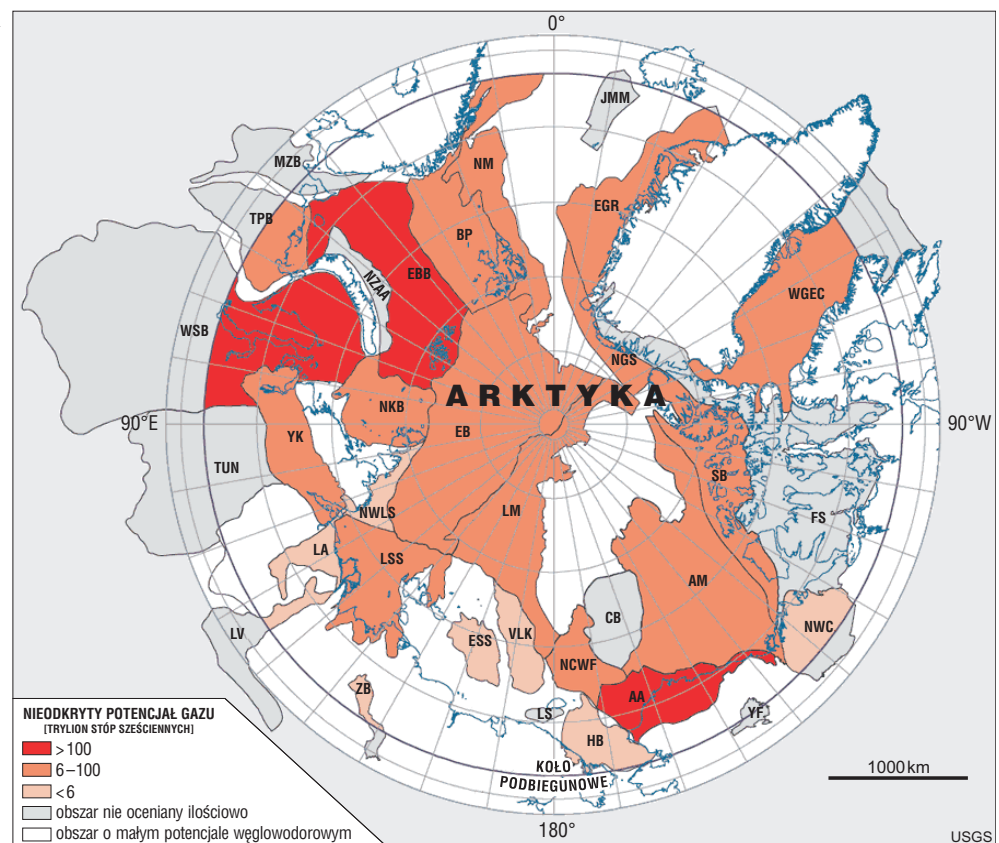 0°
JMM
MZB
NM
TPB
EGR
BP
EBB
NZAA
WGEC
WSB
NGS
ARKTYKA
NKB
90°E
EB
90°W
YK
TUN
SB
NWLS
LM
FS
LA
LSS
AM
CB
LV
ESS
VLK
NWC
NCWF
ZB
AA
LS
YF
HB
KOŁO
PODBIEGUNOWE
180°
NIEODKRYTY POTENCJAŁ GAZU
[TRYLION STÓP SZEŚCIENNYCH]
>100
6–100
<6
obszar nie oceniany ilościowo
obszar o małym potencjale węglowodorowym
1000 km
USGS